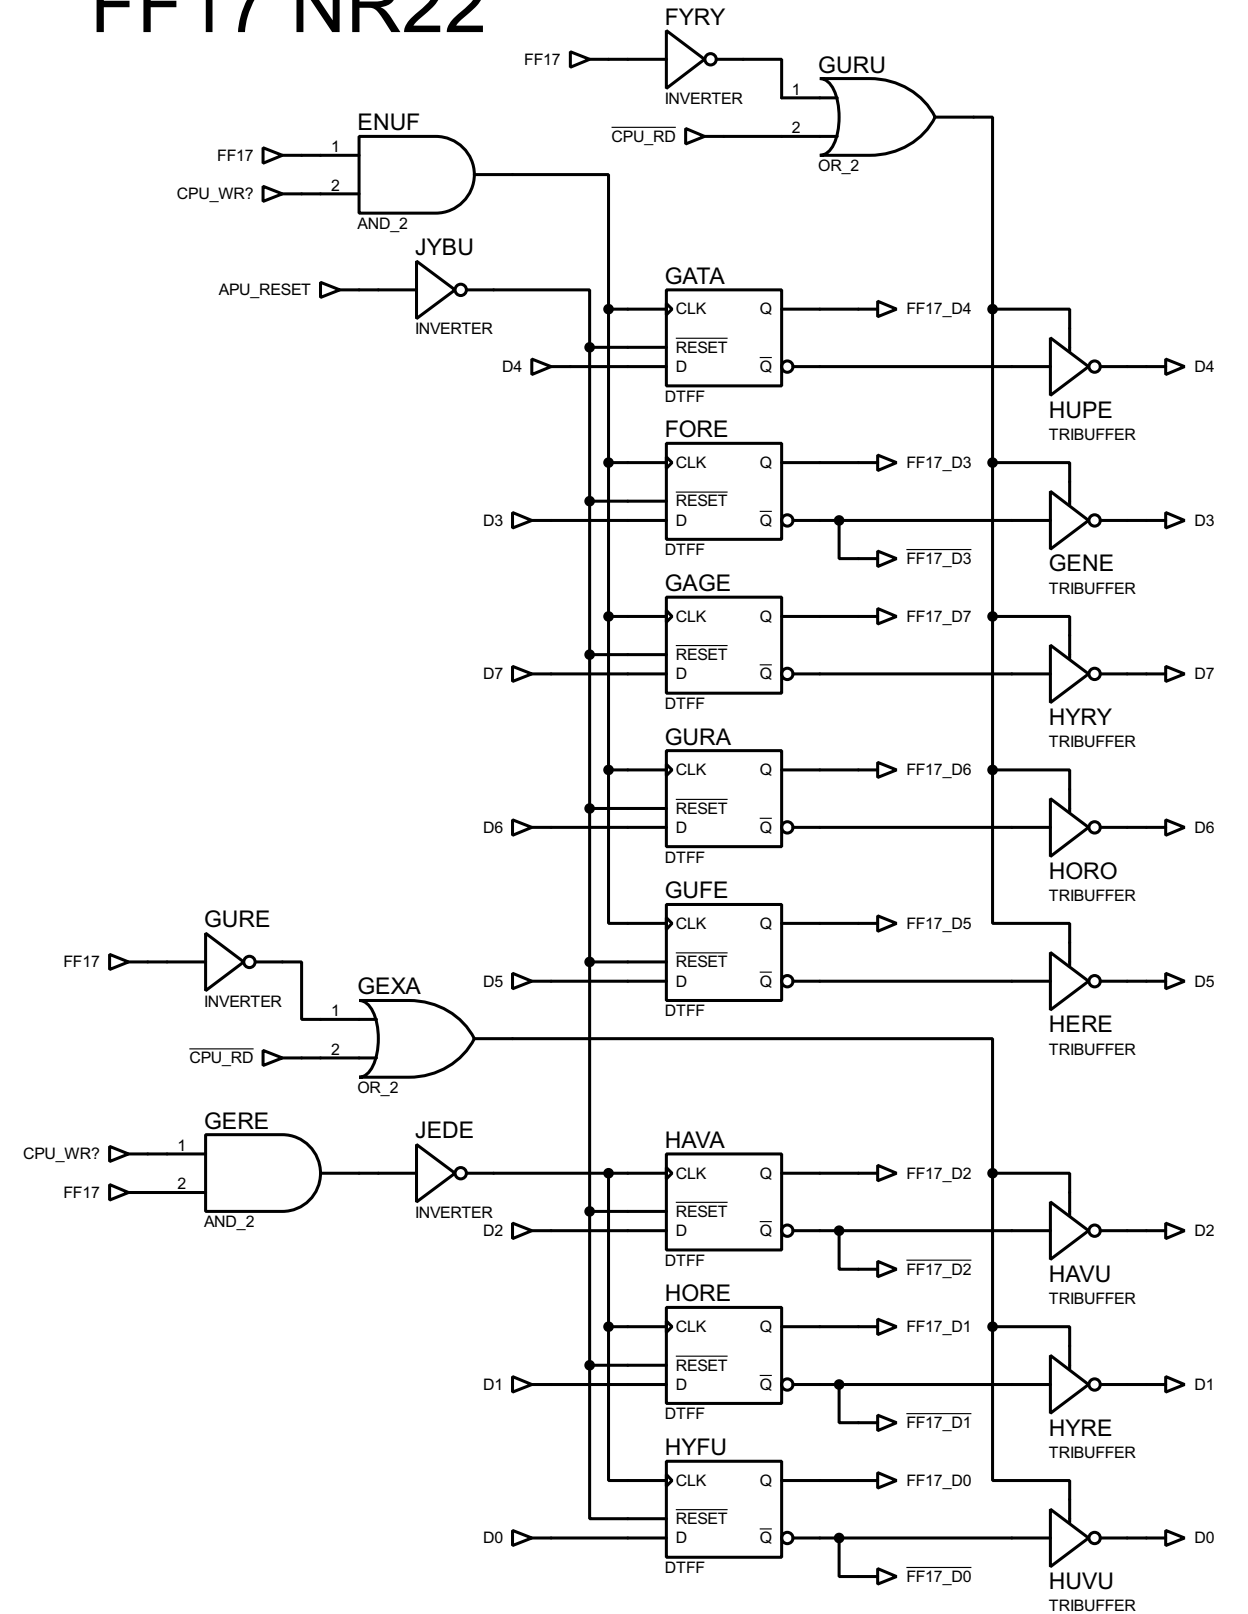 FF17 NR22
FYRY
FF17
INVERTER
GURU
1
CPU_RD
2
OR_2
ENUF
FF17
1
CPU_WR?
2
AND_2
JYBU
APU_RESET
INVERTER
GATA
CLK Q FF17_D4
RESET
D4 D Q D4
DTFF
HUPE
TRIBUFFER
FORE
CLK Q FF17_D3
RESET
D3 D Q D3
DTFF
FF17_D3
GENE
TRIBUFFER
GAGE
CLK Q FF17_D7
RESET
D7 D Q D7
DTFF
HYRY
TRIBUFFER
GURA
CLK Q FF17_D6
RESET
D6 D Q D6
DTFF
HORO
TRIBUFFER
GUFE
CLK Q FF17_D5
RESET
D5 D Q D5
DTFF
HERE
TRIBUFFER
GURE
FF17
INVERTER
GEXA
1
CPU_RD
2
OR_2
GERE
CPU_WR? 1
FF17 2
AND_2
JEDE
INVERTER
HAVA
CLK Q FF17_D2
RESET
D2 D Q D2
DTFF
FF17_D2
HAVU
TRIBUFFER
HORE
CLK Q FF17_D1
RESET
D1 D Q D1
DTFF
FF17_D1
HYRE
TRIBUFFER
HYFU
CLK Q FF17_D0
RESET
D0 D Q D0
DTFF
FF17_D0
HUVU
TRIBUFFER